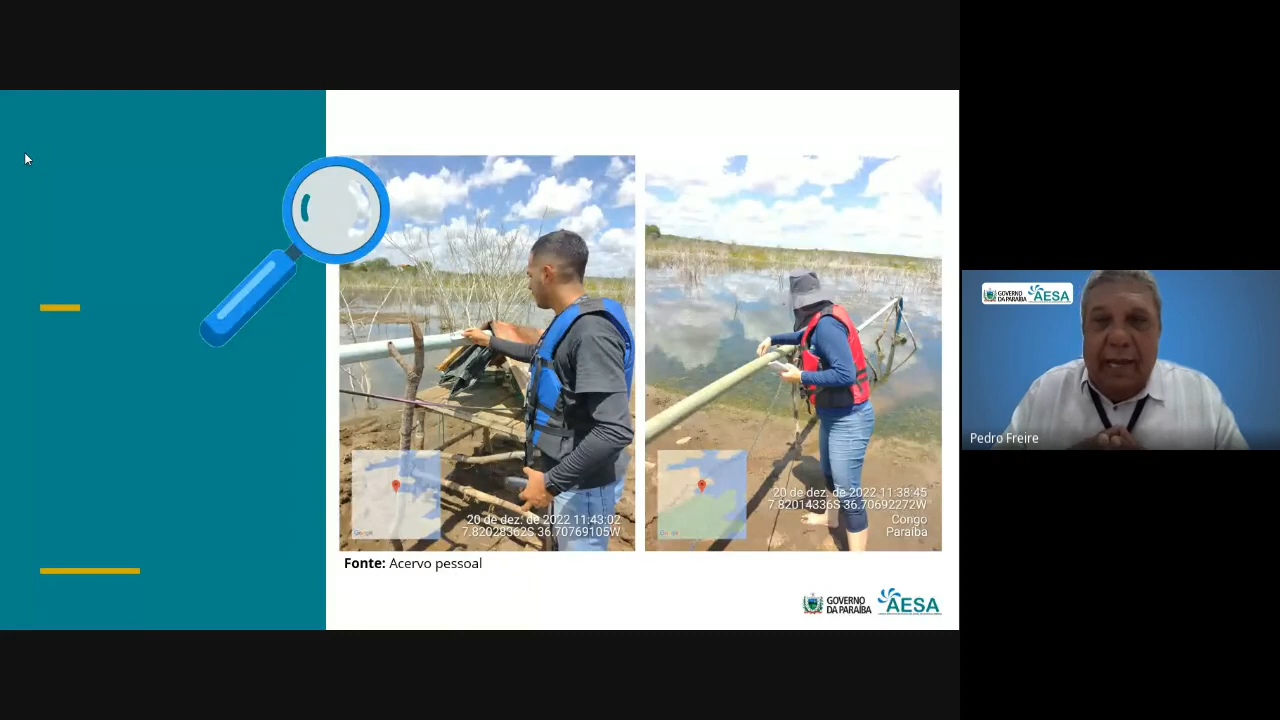 20 de dez. de 2022 11:43:02
7.82028362S 36.70769105W
Google
20 de dez. de 2022 11:38:45
7.82014336S 36.70692272W
Congo
Paraíba
Google
Fonte: Acervo pessoal
GOVERNO
DA PARAÍBA
AESA
GOVERNO
DA PARAÍBA
AESA
Pedro Freire